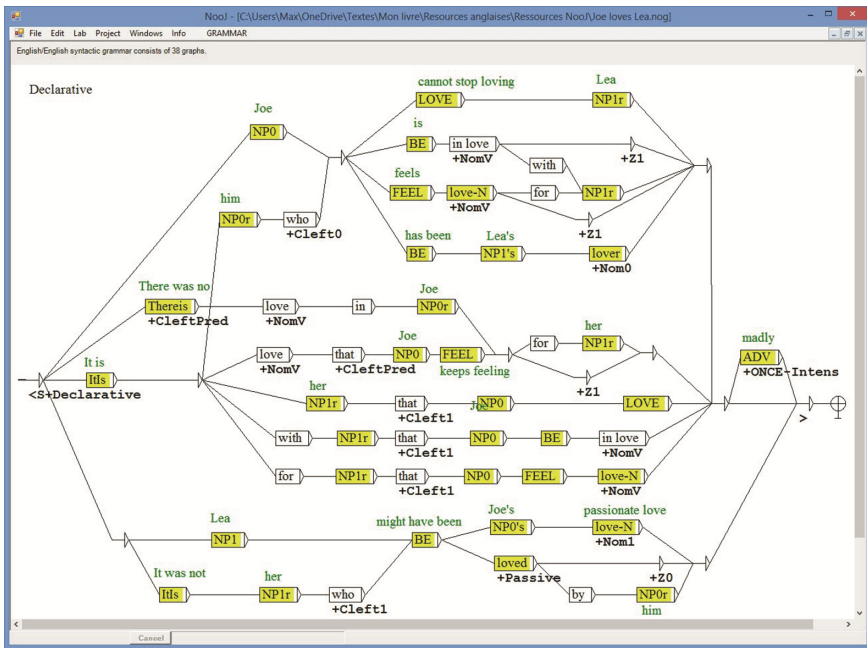 NooJ - [C:\Users\Max\OneDrive\Textes\Mon livre\Resources anglaises\Ressources NooJ\Joe loves Lea.nog]
File Edit Lab Project Windows Info GRAMMAR
English/English syntactic grammar consists of 38 graphs.
Declarative
cannot stop loving Lea
LOVE NP1r
Joe
NP0
is
BE in love
+NomV
with
+Z1
feels
FEEL love-N for NP1r
+NomV
+Z1
him
NP0r who
+Cleft0
has been Lea's
BE NP1's lover
+Nom0
There was no Joe
Thereis love in NP0r
+CleftPred +NomV
Joe her
love that NP0 FEEL for NP1r
+NomV +CleftPred keeps feeling
+Z1
madly
ADV
+ONCE-Intens
It is
ItIs
<S+Declarative
>
her Joe
NP1r that NP0 LOVE
+Cleft1
with NP1r that NP0 BE in love
+Cleft1 +NomV
for NP1r that NP0 FEEL love-N
+Cleft1 +NomV
Lea might have been Joe's passionate love
NP1 BE NP0's love-N
+Nom1
It was not her
ItIs NP1r who
+Cleft1
loved
+Passive +Z0
by NP0r
him
Cancel